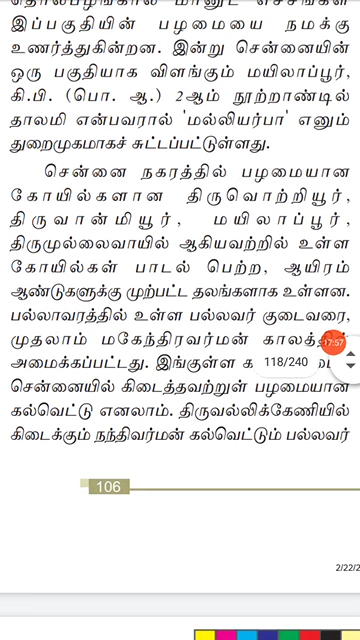 இப்பகுதியின் பழமையை நமக்கு
உணர்த்துகின்றன. இன்று சென்னையின்
ஒரு பகுதியாக விளங்கும் மயிலாப்பூர்,
கி.பி. (பொ. ஆ.) 2ஆம் நூற்றாண்டில்
தாலமி என்பவரால் 'மல்லியர்பா' எனும்
துறைமுகமாகச் சுட்டப்பட்டுள்ளது.
சென்னை நகரத்தில் பழமையான
கோயில்களான திருவொற்றியூர்,
திருவான்மியூர், மயிலாப்பூர்,
திருமுல்லைவாயில் ஆகியவற்றில் உள்ள
கோயில்கள் பாடல் பெற்ற, ஆயிரம்
ஆண்டுகளுக்கு முற்பட்ட தலங்களாக உள்ளன.
பல்லாவரத்தில் உள்ள பல்லவர் குடைவரை,
முதலாம் மகேந்திரவர்மன் 17:57
அமைக்கப்பட்டது. இங்குள்ள 118/240
சென்னையில் கிடைத்தவற்றுள் பழமையான
கல்வெட்டு எனலாம். திருவல்லிக்கேணியில்
கிடைக்கும் நந்திவர்மன் கல்வெட்டும் பல்லவர்
106
2/22/2